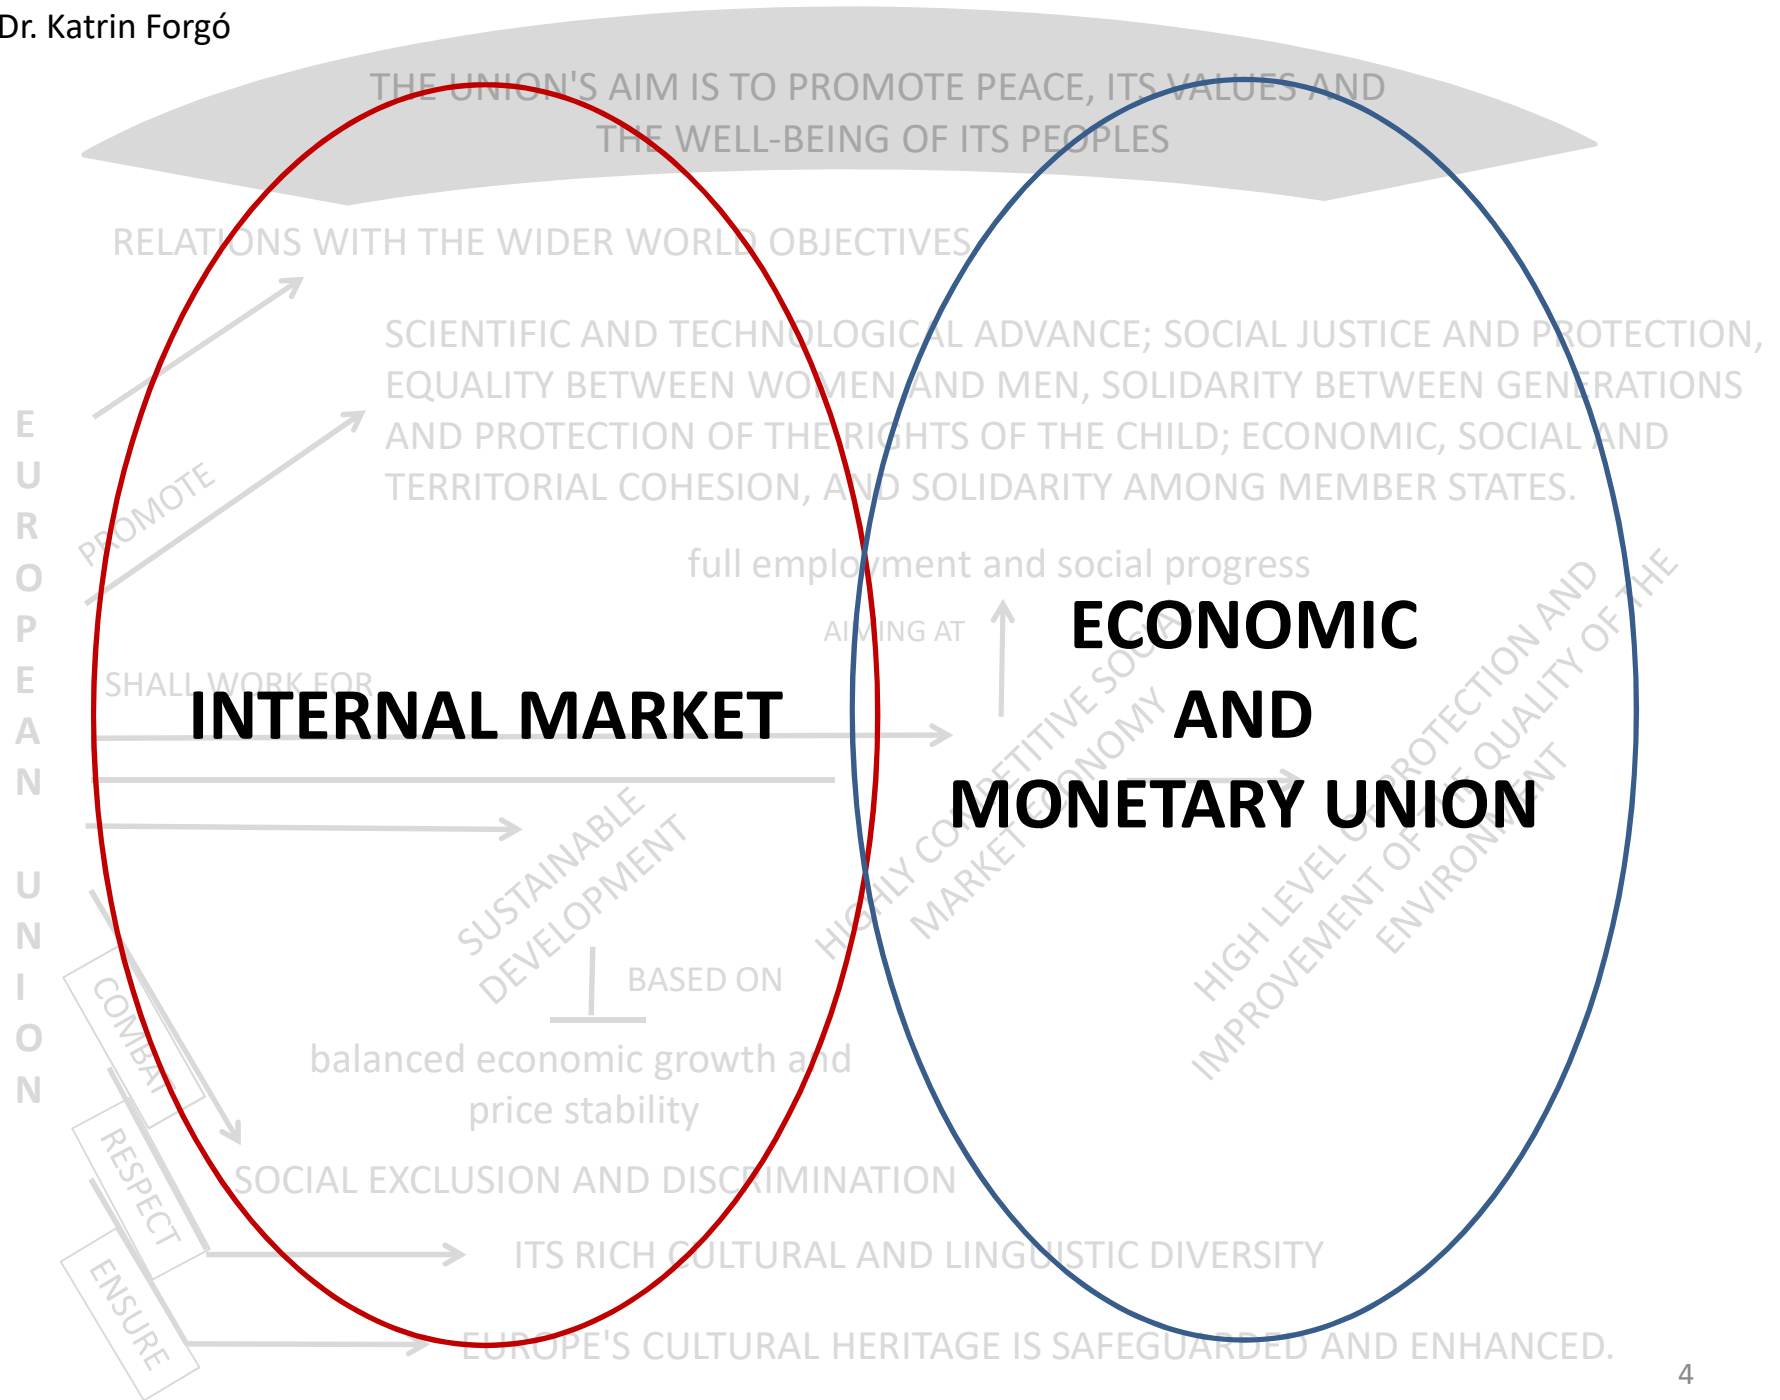 Dr. Katrin Forgó
THE UNION'S AIM IS TO PROMOTE PEACE, ITS VALUES AND
THE WELL-BEING OF ITS PEOPLES
RELATIONS WITH THE WIDER WORLD OBJECTIVES
SCIENTIFIC AND TECHNOLOGICAL ADVANCE; SOCIAL JUSTICE AND PROTECTION,
EQUALITY BETWEEN WOMEN AND MEN, SOLIDARITY BETWEEN GENERATIONS
AND PROTECTION OF THE RIGHTS OF THE CHILD; ECONOMIC, SOCIAL AND
TERRITORIAL COHESION, AND SOLIDARITY AMONG MEMBER STATES.
EUROPEAN UNION
PROMOTE
full employment and social progress
AIMING AT
SHALL WORK FOR
INTERNAL MARKET
ECONOMIC
AND
MONETARY UNION
SUSTAINABLE
DEVELOPMENT
HIGHLY COMPETITIVE SOCIAL
MARKET ECONOMY
HIGH LEVEL OF PROTECTION AND
IMPROVEMENT OF THE QUALITY OF THE
ENVIRONMENT
BASED ON
balanced economic growth and
price stability
COMBAT
SOCIAL EXCLUSION AND DISCRIMINATION
RESPECT
ITS RICH CULTURAL AND LINGUISTIC DIVERSITY
ENSURE
EUROPE'S CULTURAL HERITAGE IS SAFEGUARDED AND ENHANCED.
4